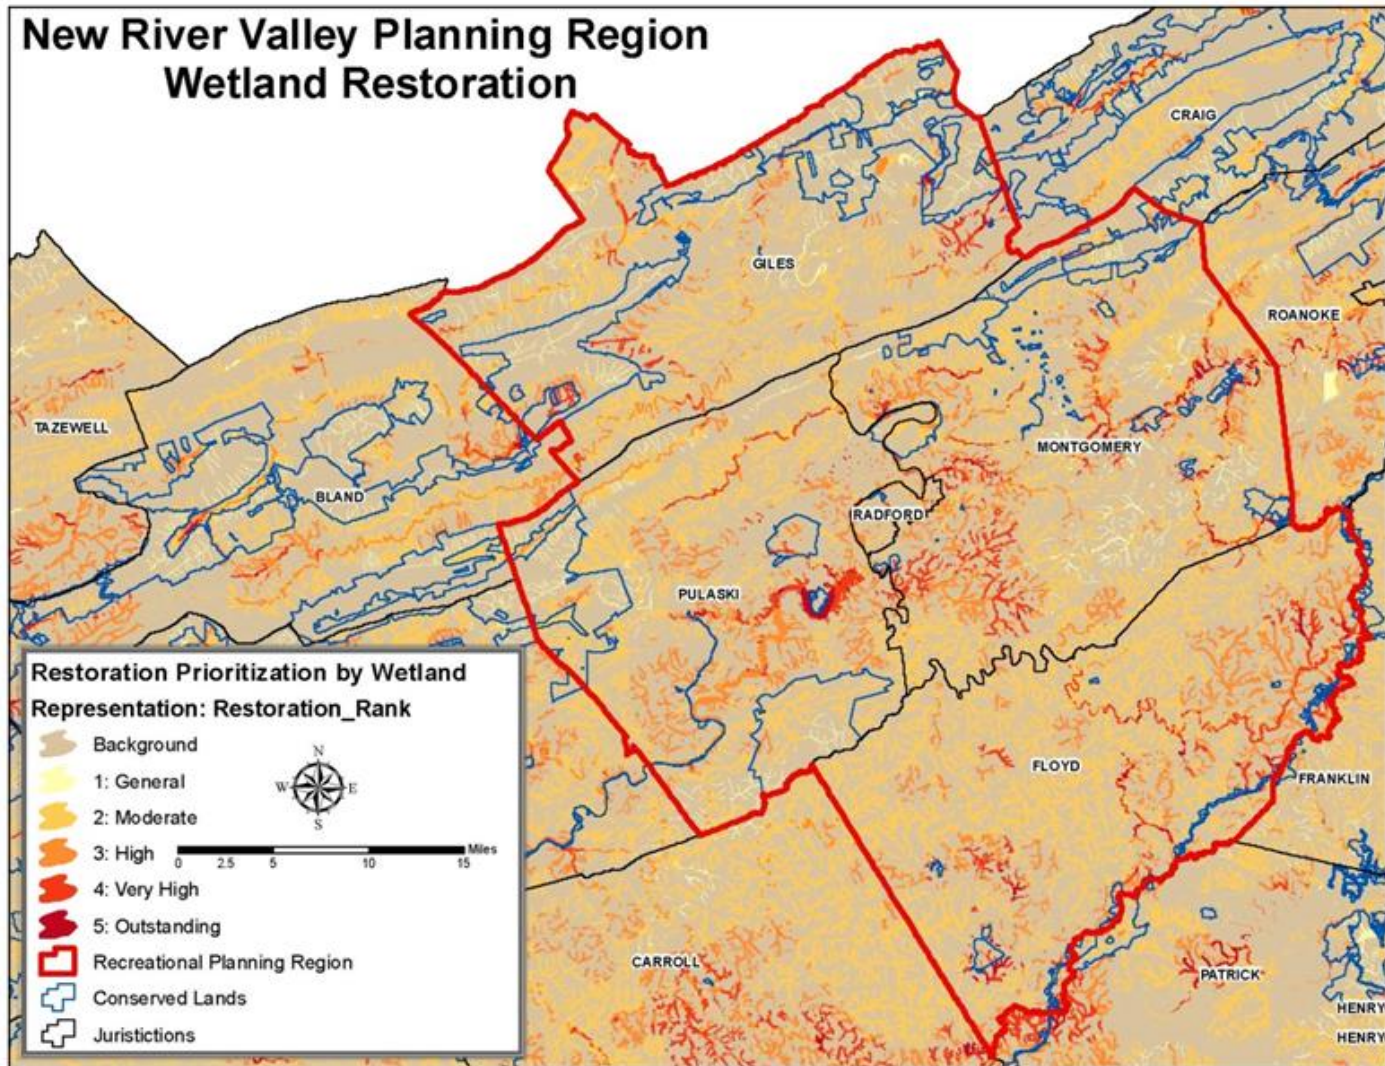 New River Valley Planning Region
Wetland Restoration
CRAIG
GILES
ROANOKE
TAZEWELL
MONTGOMERY
BLAND
RADFORD
PULASKI
FLOYD
FRANKLIN
CARROLL
PATRICK
HENRY
HENRY
Restoration Prioritization by Wetland
Representation: Restoration_Rank
Background
1: General
2: Moderate
3: High
4: Very High
5: Outstanding
Recreational Planning Region
Conserved Lands
Juristictions
N
W E
S
0 2.5 5 10 15 Miles